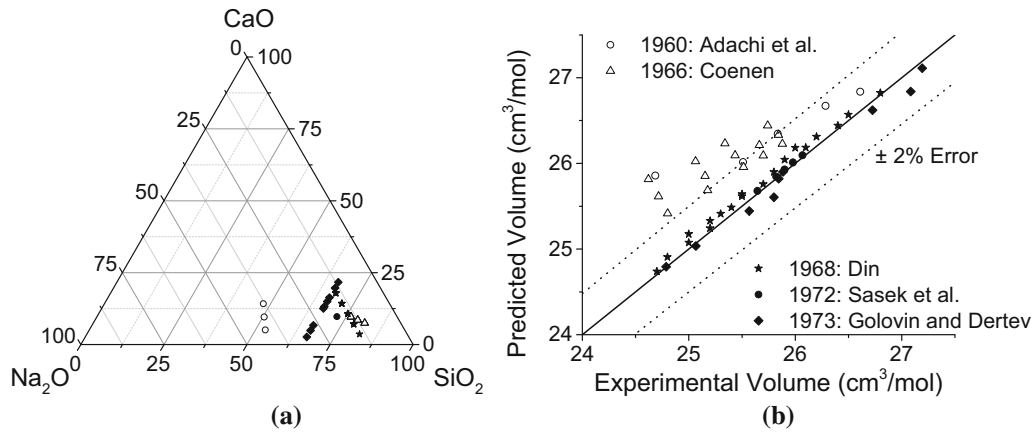 CaO
0
100
25
75
50
50
75
25
100
0
0
25
50
75
100
Na₂O
SiO₂
(a)
1960: Adachi et al.
1966: Coenen
27
26
25
24
Predicted Volume (cm³/mol)
± 2% Error
1968: Din
1972: Sasek et al.
1973: Golovin and Dertev
24
25
26
27
Experimental Volume (cm³/mol)
(b)